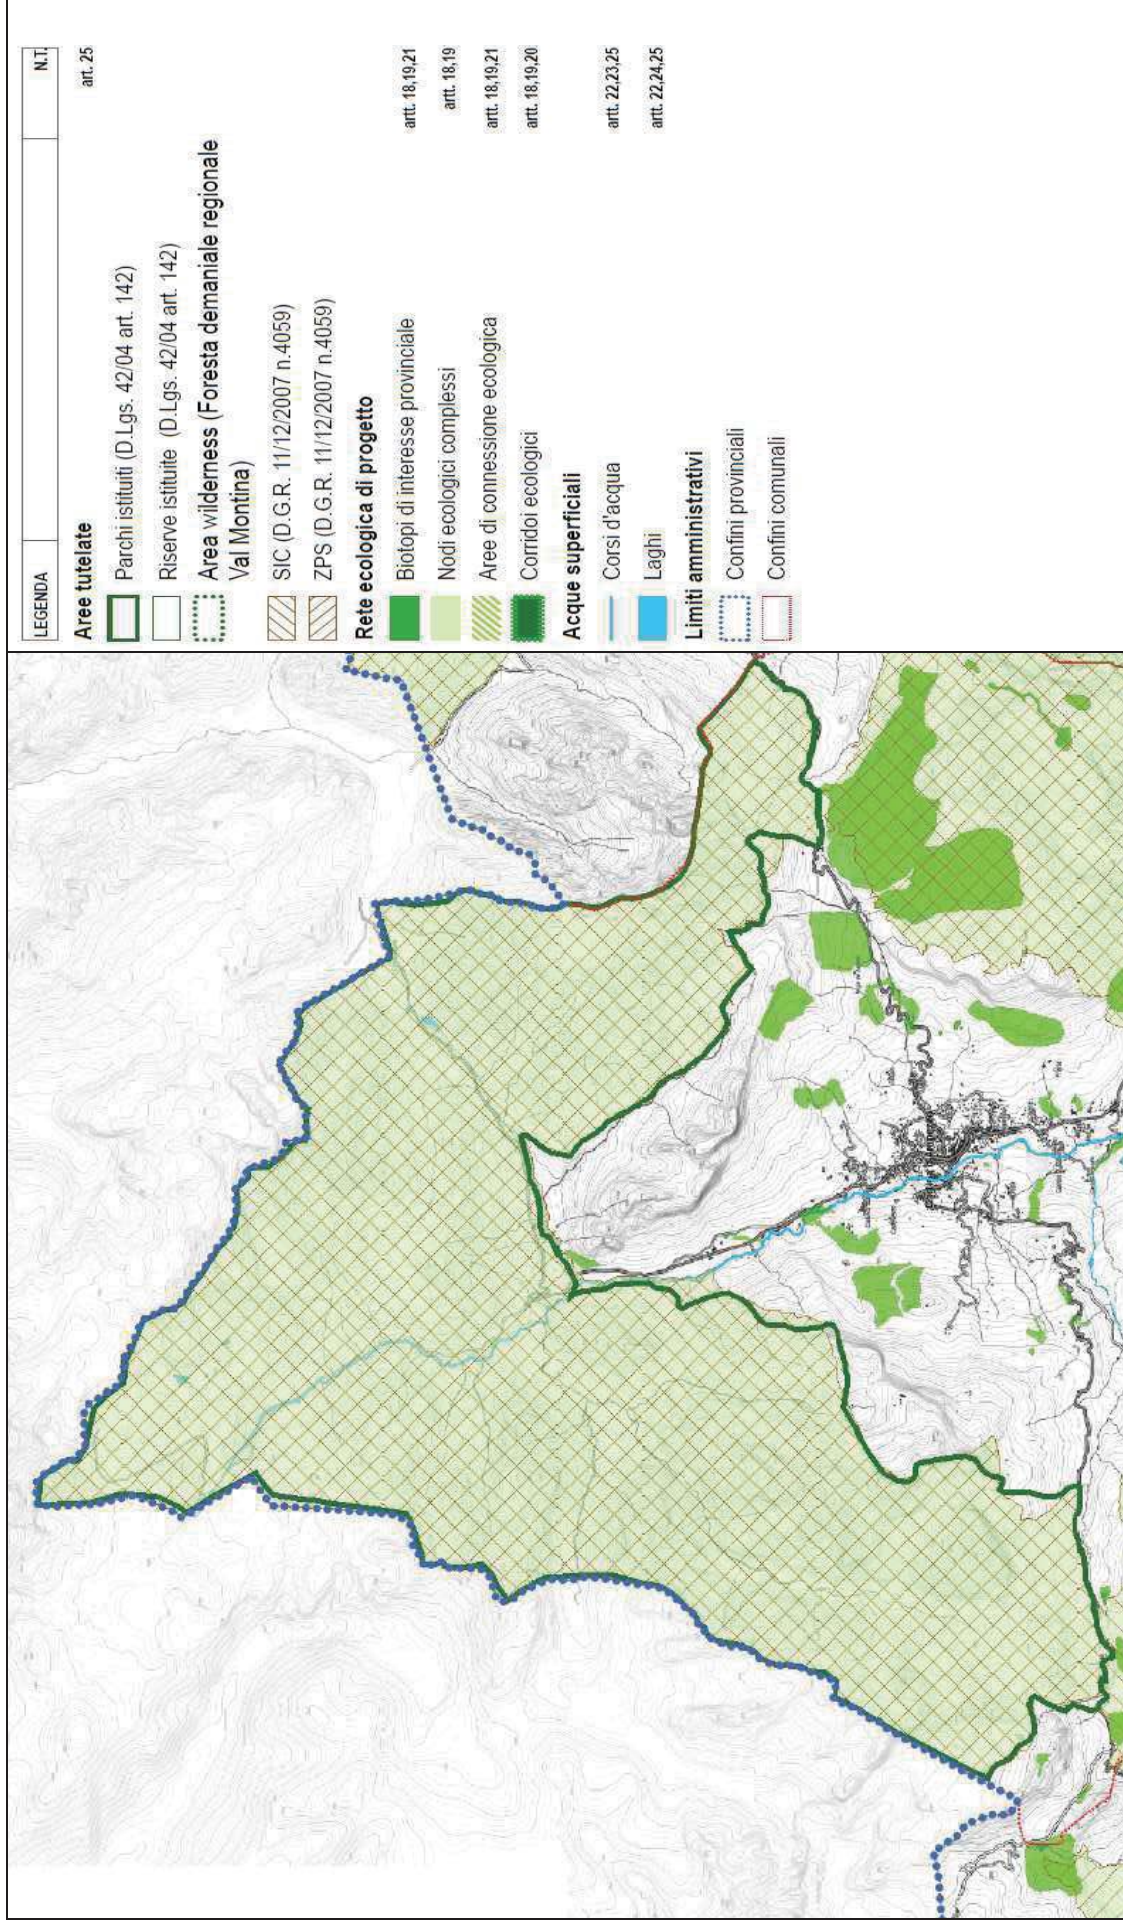 LEGENDA N.T.
Aree tutelate art. 25
Parchi istituiti (D.Lgs. 42/04 art. 142)
Riserve istituite (D.Lgs. 42/04 art. 142)
Area wilderness (Foresta demaniale regionale
Val Montina)
SIC (D.G.R. 11/12/2007 n.4059)
ZPS (D.G.R. 11/12/2007 n.4059)
Rete ecologica di progetto
Biotopi di interesse provinciale artt. 18,19,21
Nodi ecologici complessi artt. 18,19
Aree di connessione ecologica artt. 18,19,21
Corridoi ecologici artt. 18,19,20
Acque superficiali
Corsi d'acqua artt. 22,23,25
Laghi artt. 22,24,25
Limiti amministrativi
Confini provinciali
Confini comunali